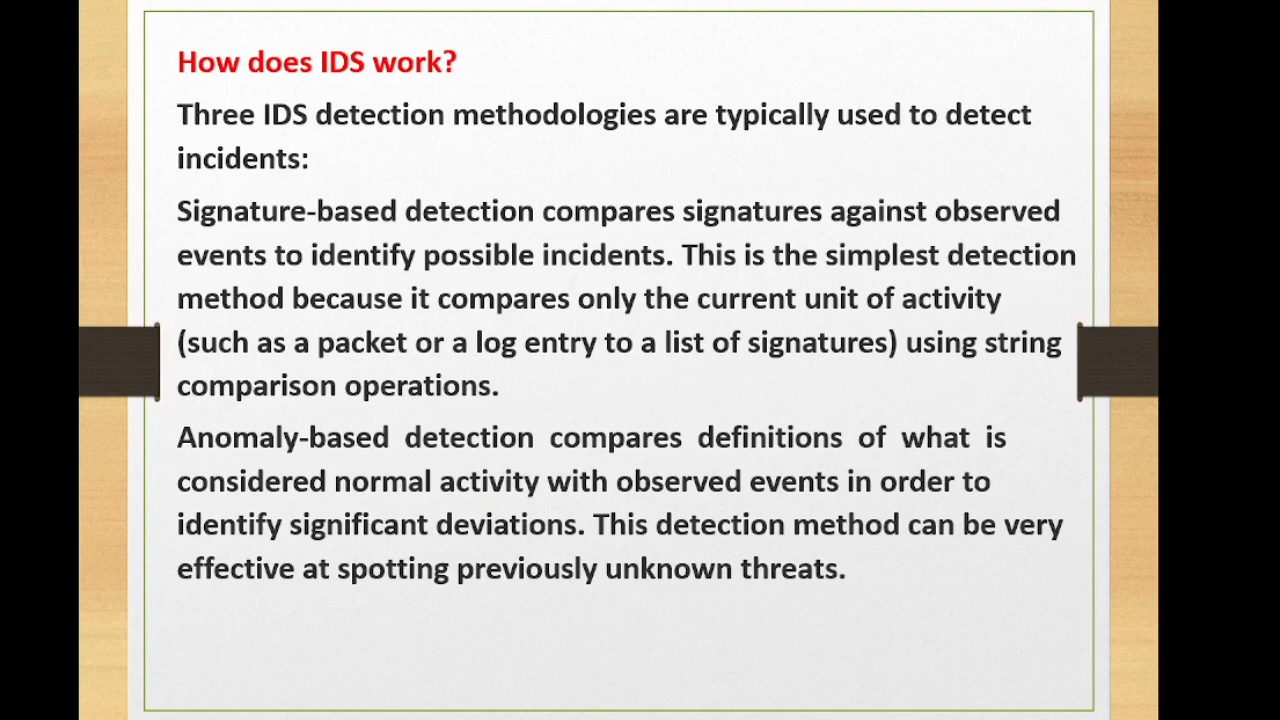 How does IDS work?
Three IDS detection methodologies are typically used to detect
incidents:
Signature-based detection compares signatures against observed
events to identify possible incidents. This is the simplest detection
method because it compares only the current unit of activity
(such as a packet or a log entry to a list of signatures) using string
comparison operations.
Anomaly-based detection compares definitions of what is
considered normal activity with observed events in order to
identify significant deviations. This detection method can be very
effective at spotting previously unknown threats.